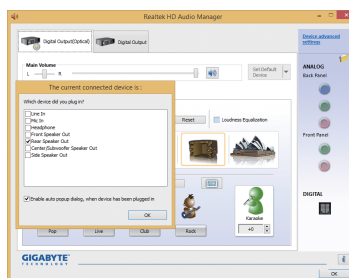 Realtek HD Audio Manager
Digital Output(Optical)
Digital Output
Device advanced settings
Main Volume
L
R
Set Default Device
The current connected device is :
Which device did you plug in?
Line In
Mic In
Headphone
Front Speaker Out
Rear Speaker Out
Center/Subwoofer Speaker Out
Side Speaker Out
Enable auto popup dialog, when device has been plugged in
OK
Reset
Loudness Equalization
Karaoke
+0
Pop
Live
Club
Rock
ANALOG
Back Panel
Front Panel
DIGITAL
GIGABYTE™
TECHNOLOGY
OK